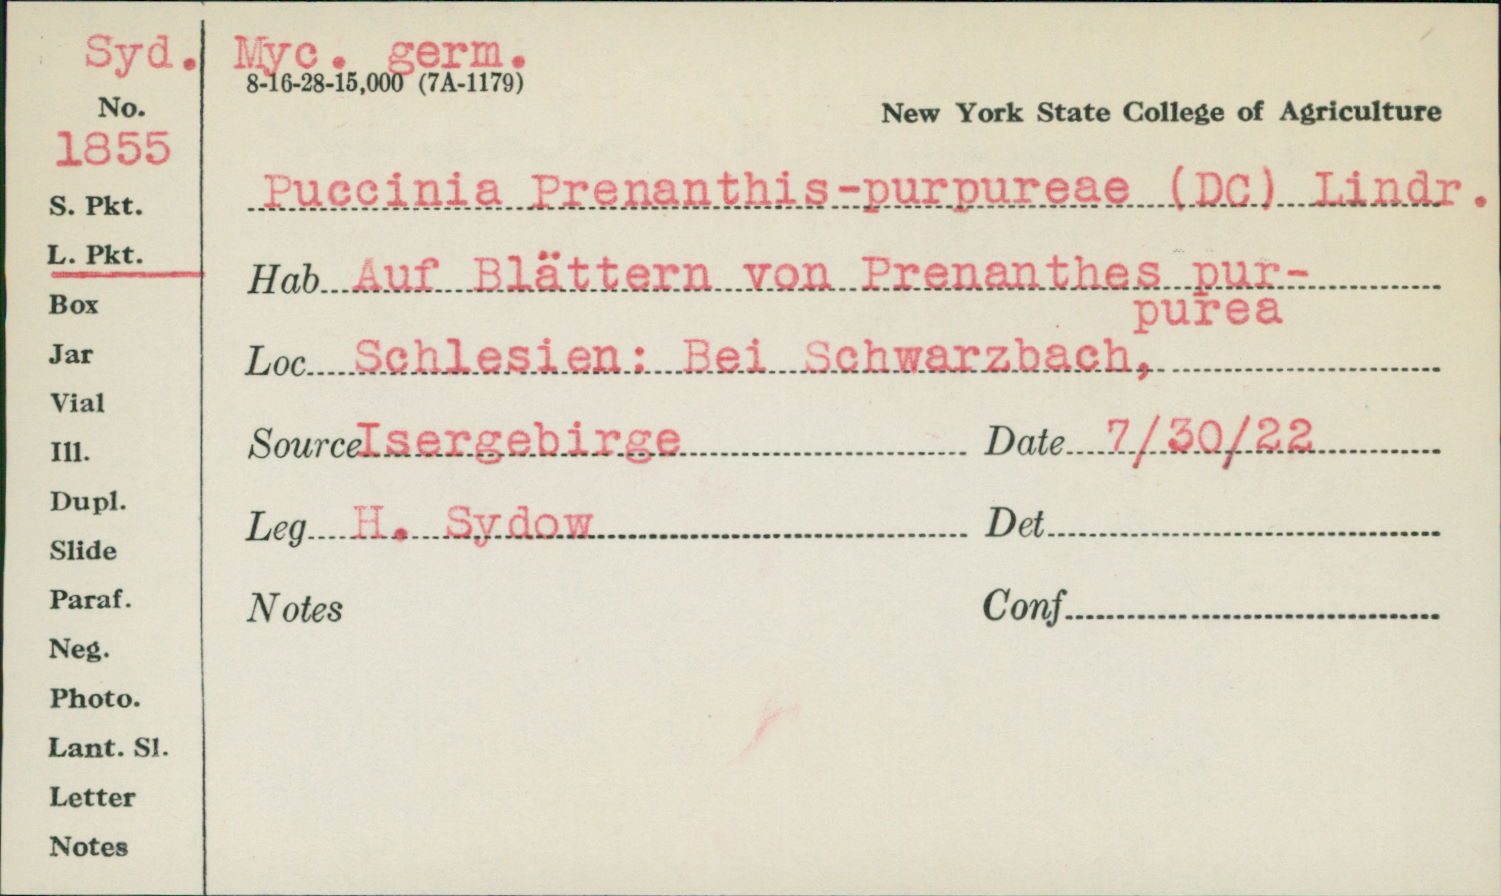 Syd. Myc. germ.
8-16-28-15,000 (7A-1179)
No.
New York State College of Agriculture
1855
Puccinia Prenanthis-purpureae (DC) Lindr.
S. Pkt.
L. Pkt.
Hab Auf Blättern von Prenanthes pur-
purea
Box
Jar
Loc Schlesien: Bei Schwarzbach,
Vial
Source Isergebirge Date 7/30/22
Ill.
Dupl.
Leg H. Sydow Det
Slide
Paraf.
Notes Conf
Neg.
Photo.
Lant. Sl.
Letter
Notes